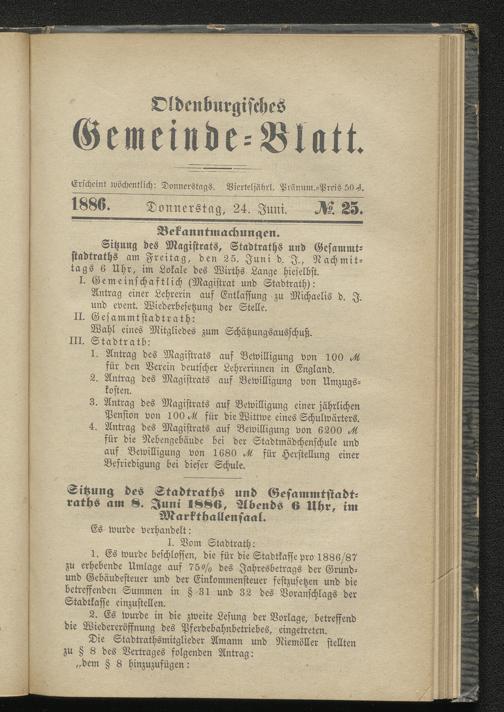 Oldenburgisches
Gemeinde-Blatt.
Erscheint wöchentlich: Donnerstags. Vierteljährl. Pränum.-Preis 50 ₰.
1886. Donnerstag, 24. Juni. № 25.
Bekanntmachungen.
Sitzung des Magistrats, Stadtraths und Gesammt-
stadtraths am Freitag, den 25. Juni d. J., Nachmit-
tags 6 Uhr, im Lokale des Wirths Lange hieselbst.
I. Gemeinschaftlich (Magistrat und Stadtrath):
Antrag einer Lehrerin auf Entlassung zu Michaelis d. J.
und event. Wiederbesetzung der Stelle.
II. Gesammtstadtrath:
Wahl eines Mitgliedes zum Schätzungsausschuß.
III. Stadtrath:
1. Antrag des Magistrats auf Bewilligung von 100 ℳ
für den Verein deutscher Lehrerinnen in England.
2. Antrag des Magistrats auf Bewilligung von Umzugs-
kosten.
3. Antrag des Magistrats auf Bewilligung einer jährlichen
Pension von 100 ℳ für die Wittwe eines Schulwärters.
4. Antrag des Magistrats auf Bewilligung von 6200 ℳ
für die Nebengebäude bei der Stadtmädchenschule und
auf Bewilligung von 1680 ℳ für Herstellung einer
Befriedigung bei dieser Schule.
Sitzung des Stadtraths und Gesammtstadt-
raths am 8. Juni 1886, Abends 6 Uhr, im
Markthallensaal.
Es wurde verhandelt:
I. Vom Stadtrath:
1. Es wurde beschlossen, die für die Stadtkasse pro 1886/87
zu erhebende Umlage auf 75% des Jahresbetrags der Grund-
und Gebäudesteuer und der Einkommensteuer festzusetzen und die
betreffenden Summen in § 31 und 32 des Voranschlags der
Stadtkasse einzustellen.
2. Es wurde in die zweite Lesung der Vorlage, betreffend
die Wiedereröffnung des Pferdebahnbetriebes, eingetreten.
Die Stadtrathsmitglieder Amann und Niemöller stellten
zu § 8 des Vertrages folgenden Antrag:
„dem § 8 hinzuzufügen: